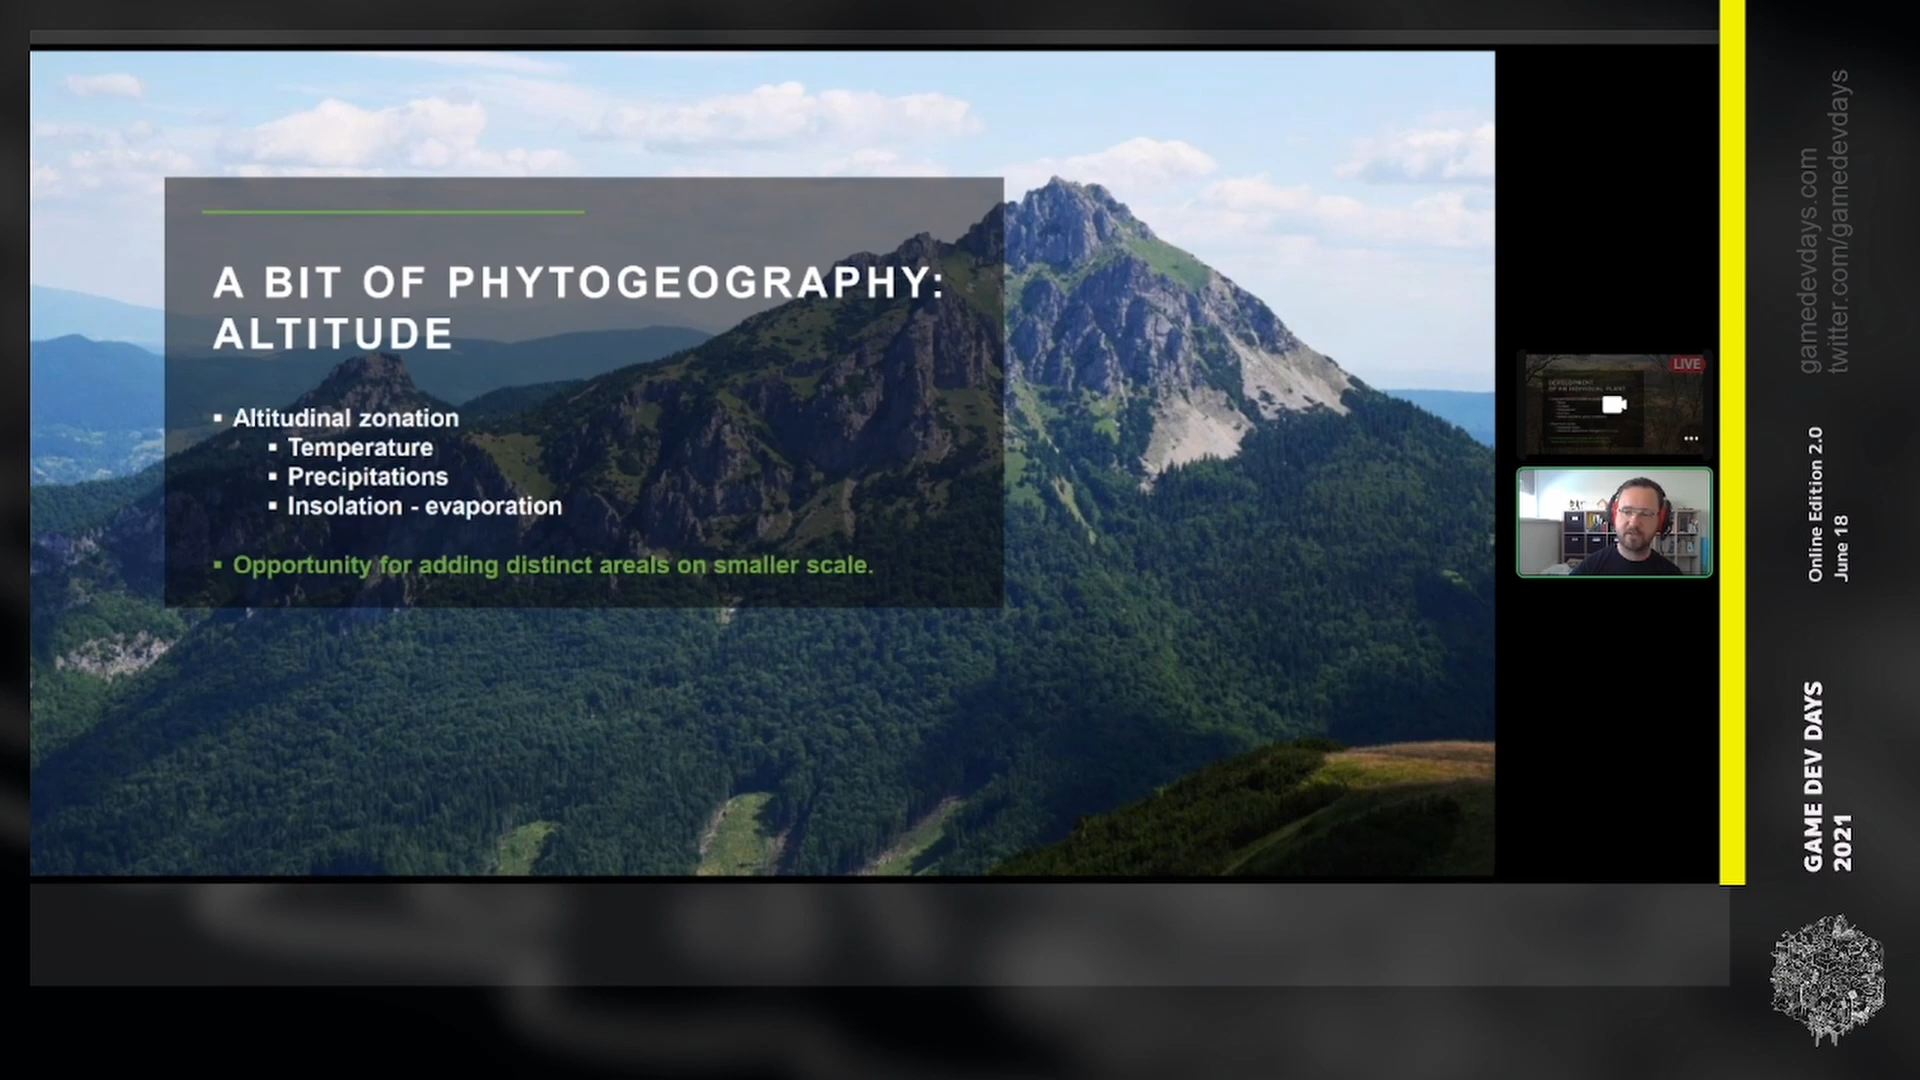 A BIT OF PHYTOGEOGRAPHY:
ALTITUDE
▪ Altitudinal zonation
▪ Temperature
▪ Precipitations
▪ Insolation - evaporation
▪ Opportunity for adding distinct areals on smaller scale.
LIVE
gamedevdays.com
twitter.com/gamedevdays
Online Edition 2.0
June 18
GAME DEV DAYS
2021